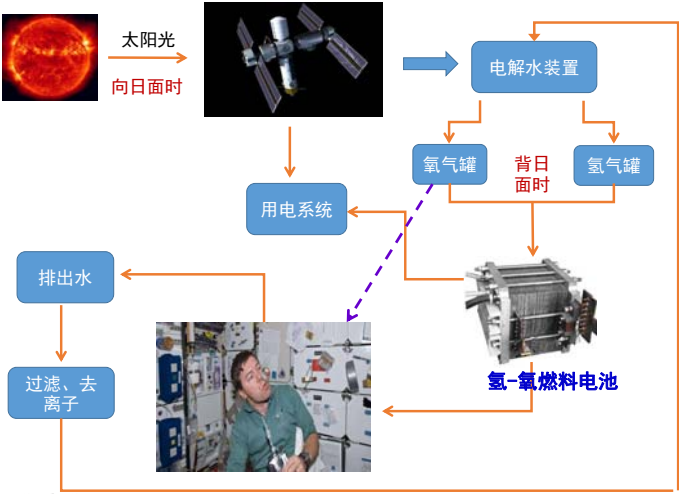 太阳光
向日面时
电解水装置
氧气罐
背日
面时
氢气罐
用电系统
排出水
氢-氧燃料电池
过滤、去
离子